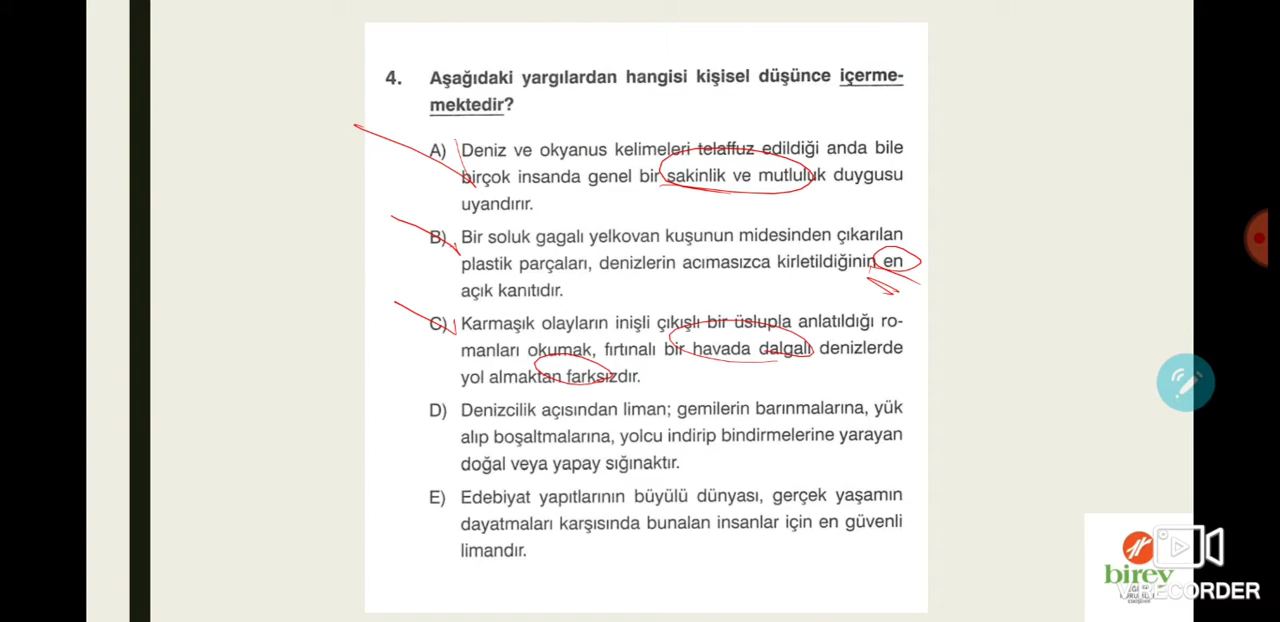 4. Aşağıdaki yargılardan hangisi kişisel düşünce içerme-
mektedir?
A) Deniz ve okyanus kelimeleri telaffuz edildiği anda bile
birçok insanda genel bir sakinlik ve mutluluk duygusu
uyandırır.
B) Bir soluk gagalı yelkovan kuşunun midesinden çıkarılan
plastik parçaları, denizlerin acımasızca kirletildiğinin en
açık kanıtıdır.
C) Karmaşık olayların inişli çıkışlı bir üslupla anlatıldığı ro-
manları okumak, fırtınalı bir havada dalgalı denizlerde
yol almaktan farksızdır.
D) Denizcilik açısından liman; gemilerin barınmalarına, yük
alıp boşaltmalarına, yolcu indirip bindirmelerine yarayan
doğal veya yapay sığınaktır.
E) Edebiyat yapıtlarının büyülü dünyası, gerçek yaşamın
dayatmaları karşısında bunalan insanlar için en güvenli
limandır.
birey
V.RECORDER